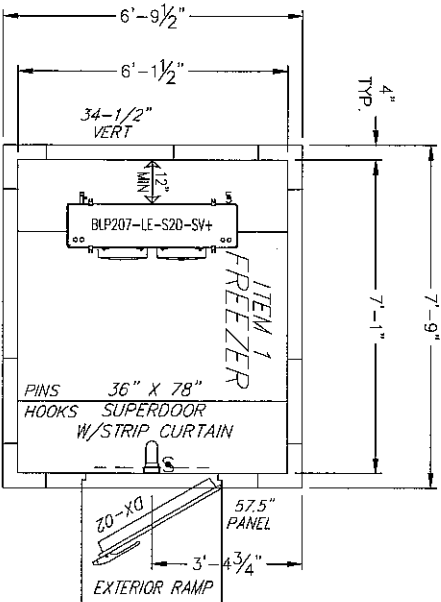 6'-9½"
6'-1½"
34-1/2"
VERT
4"
TYP.
12"
MIN
BLP207-LE-S2D-SV+
ITEM 1
FREEZER
7'-1"
7'-9"
PINS 36" X 78"
HOOKS SUPERDOOR
W/STRIP CURTAIN
S
DX-02
57.5"
PANEL
3'-4¾"
EXTERIOR RAMP